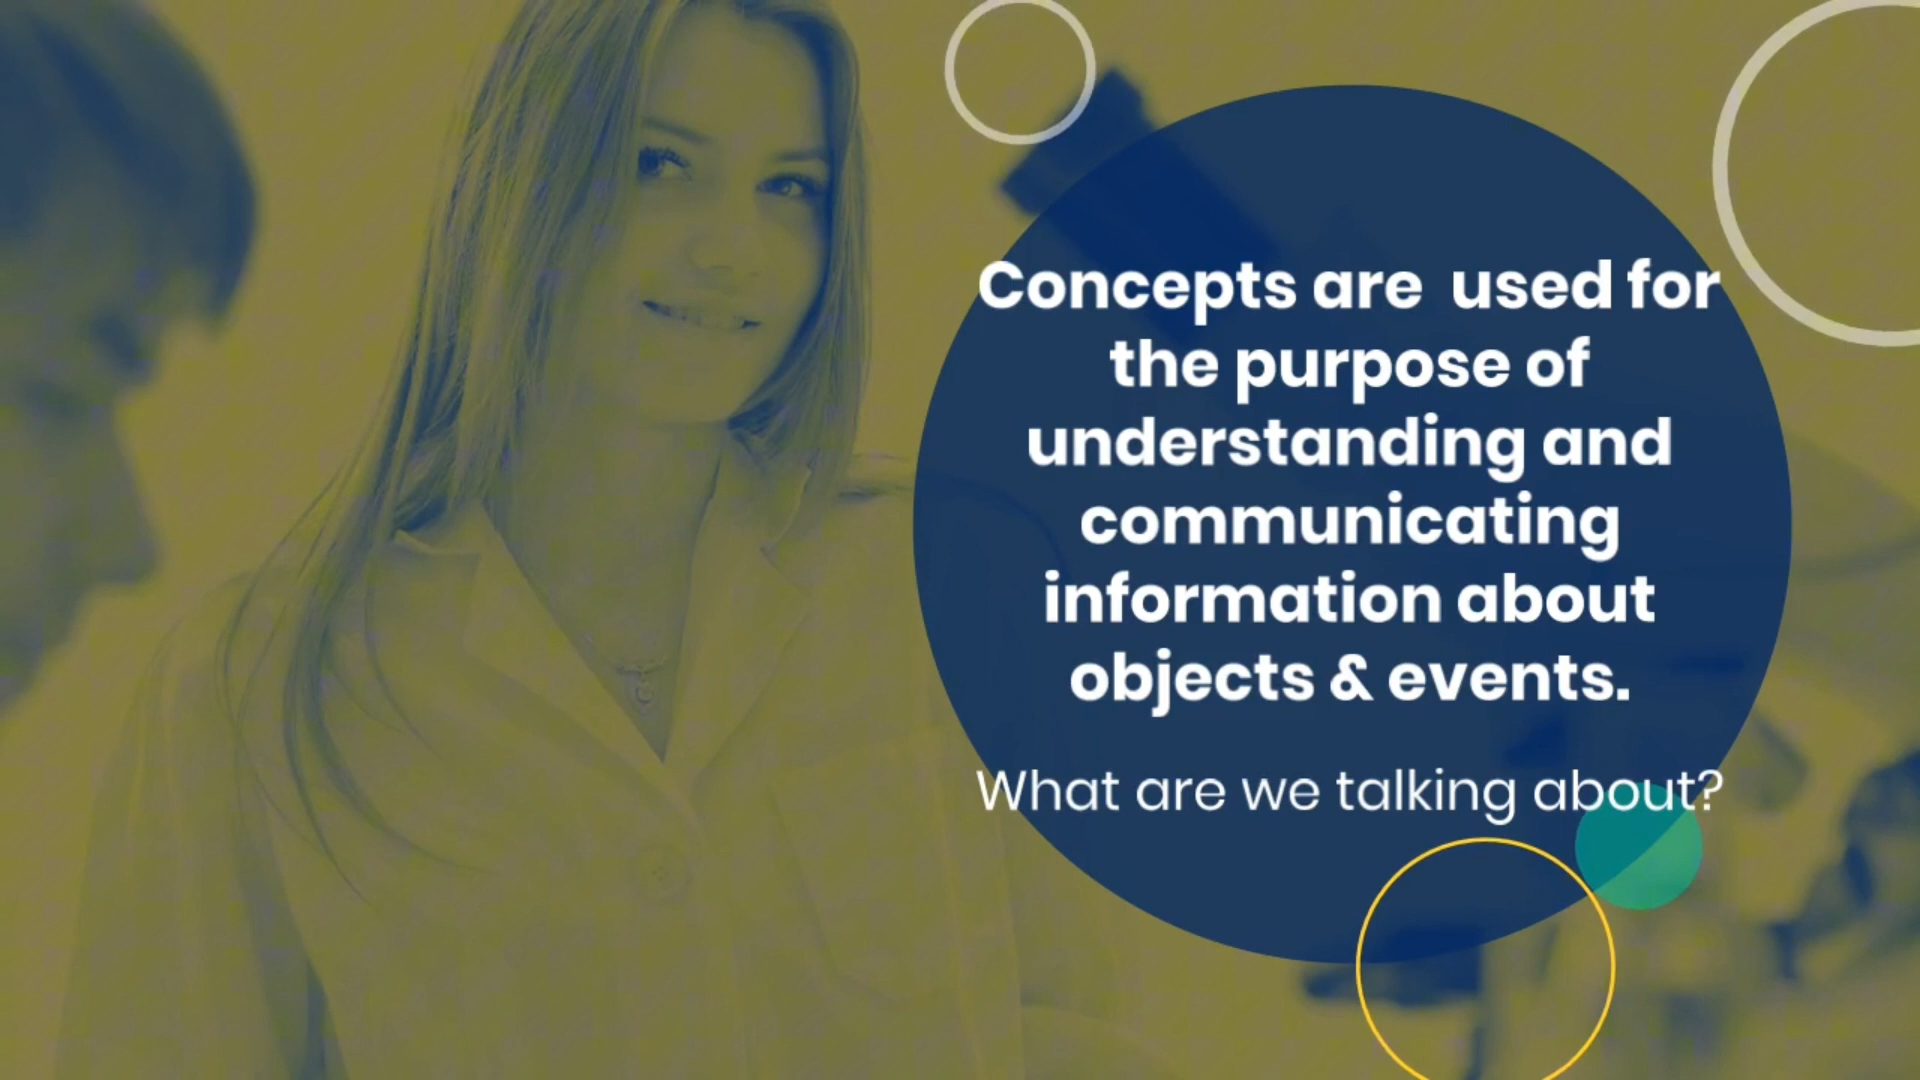 Concepts are  used for
the purpose of
understanding and
communicating
information about
objects & events.
What are we talking about?